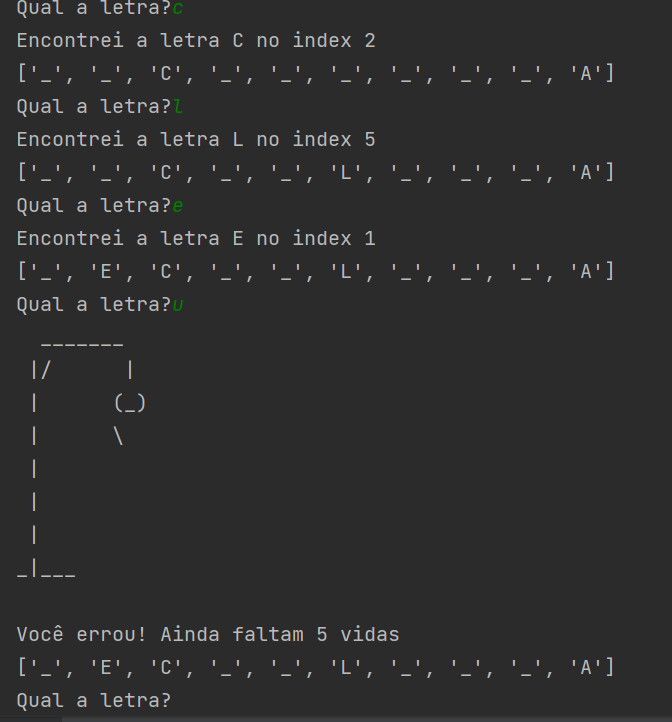 Qual a letra?c
Encontrei a letra C no index 2
['_', '_', 'C', '_', '_', '_', '_', '_', '_', 'A']
Qual a letra?l
Encontrei a letra L no index 5
['_', '_', 'C', '_', '_', 'L', '_', '_', '_', 'A']
Qual a letra?e
Encontrei a letra E no index 1
['_', 'E', 'C', '_', '_', 'L', '_', '_', '_', 'A']
Qual a letra?u
  _______
 |/      |
 |      (_)
 |      \
 |
 |
 |
_|___
Você errou! Ainda faltam 5 vidas
['_', 'E', 'C', '_', '_', 'L', '_', '_', '_', 'A']
Qual a letra?